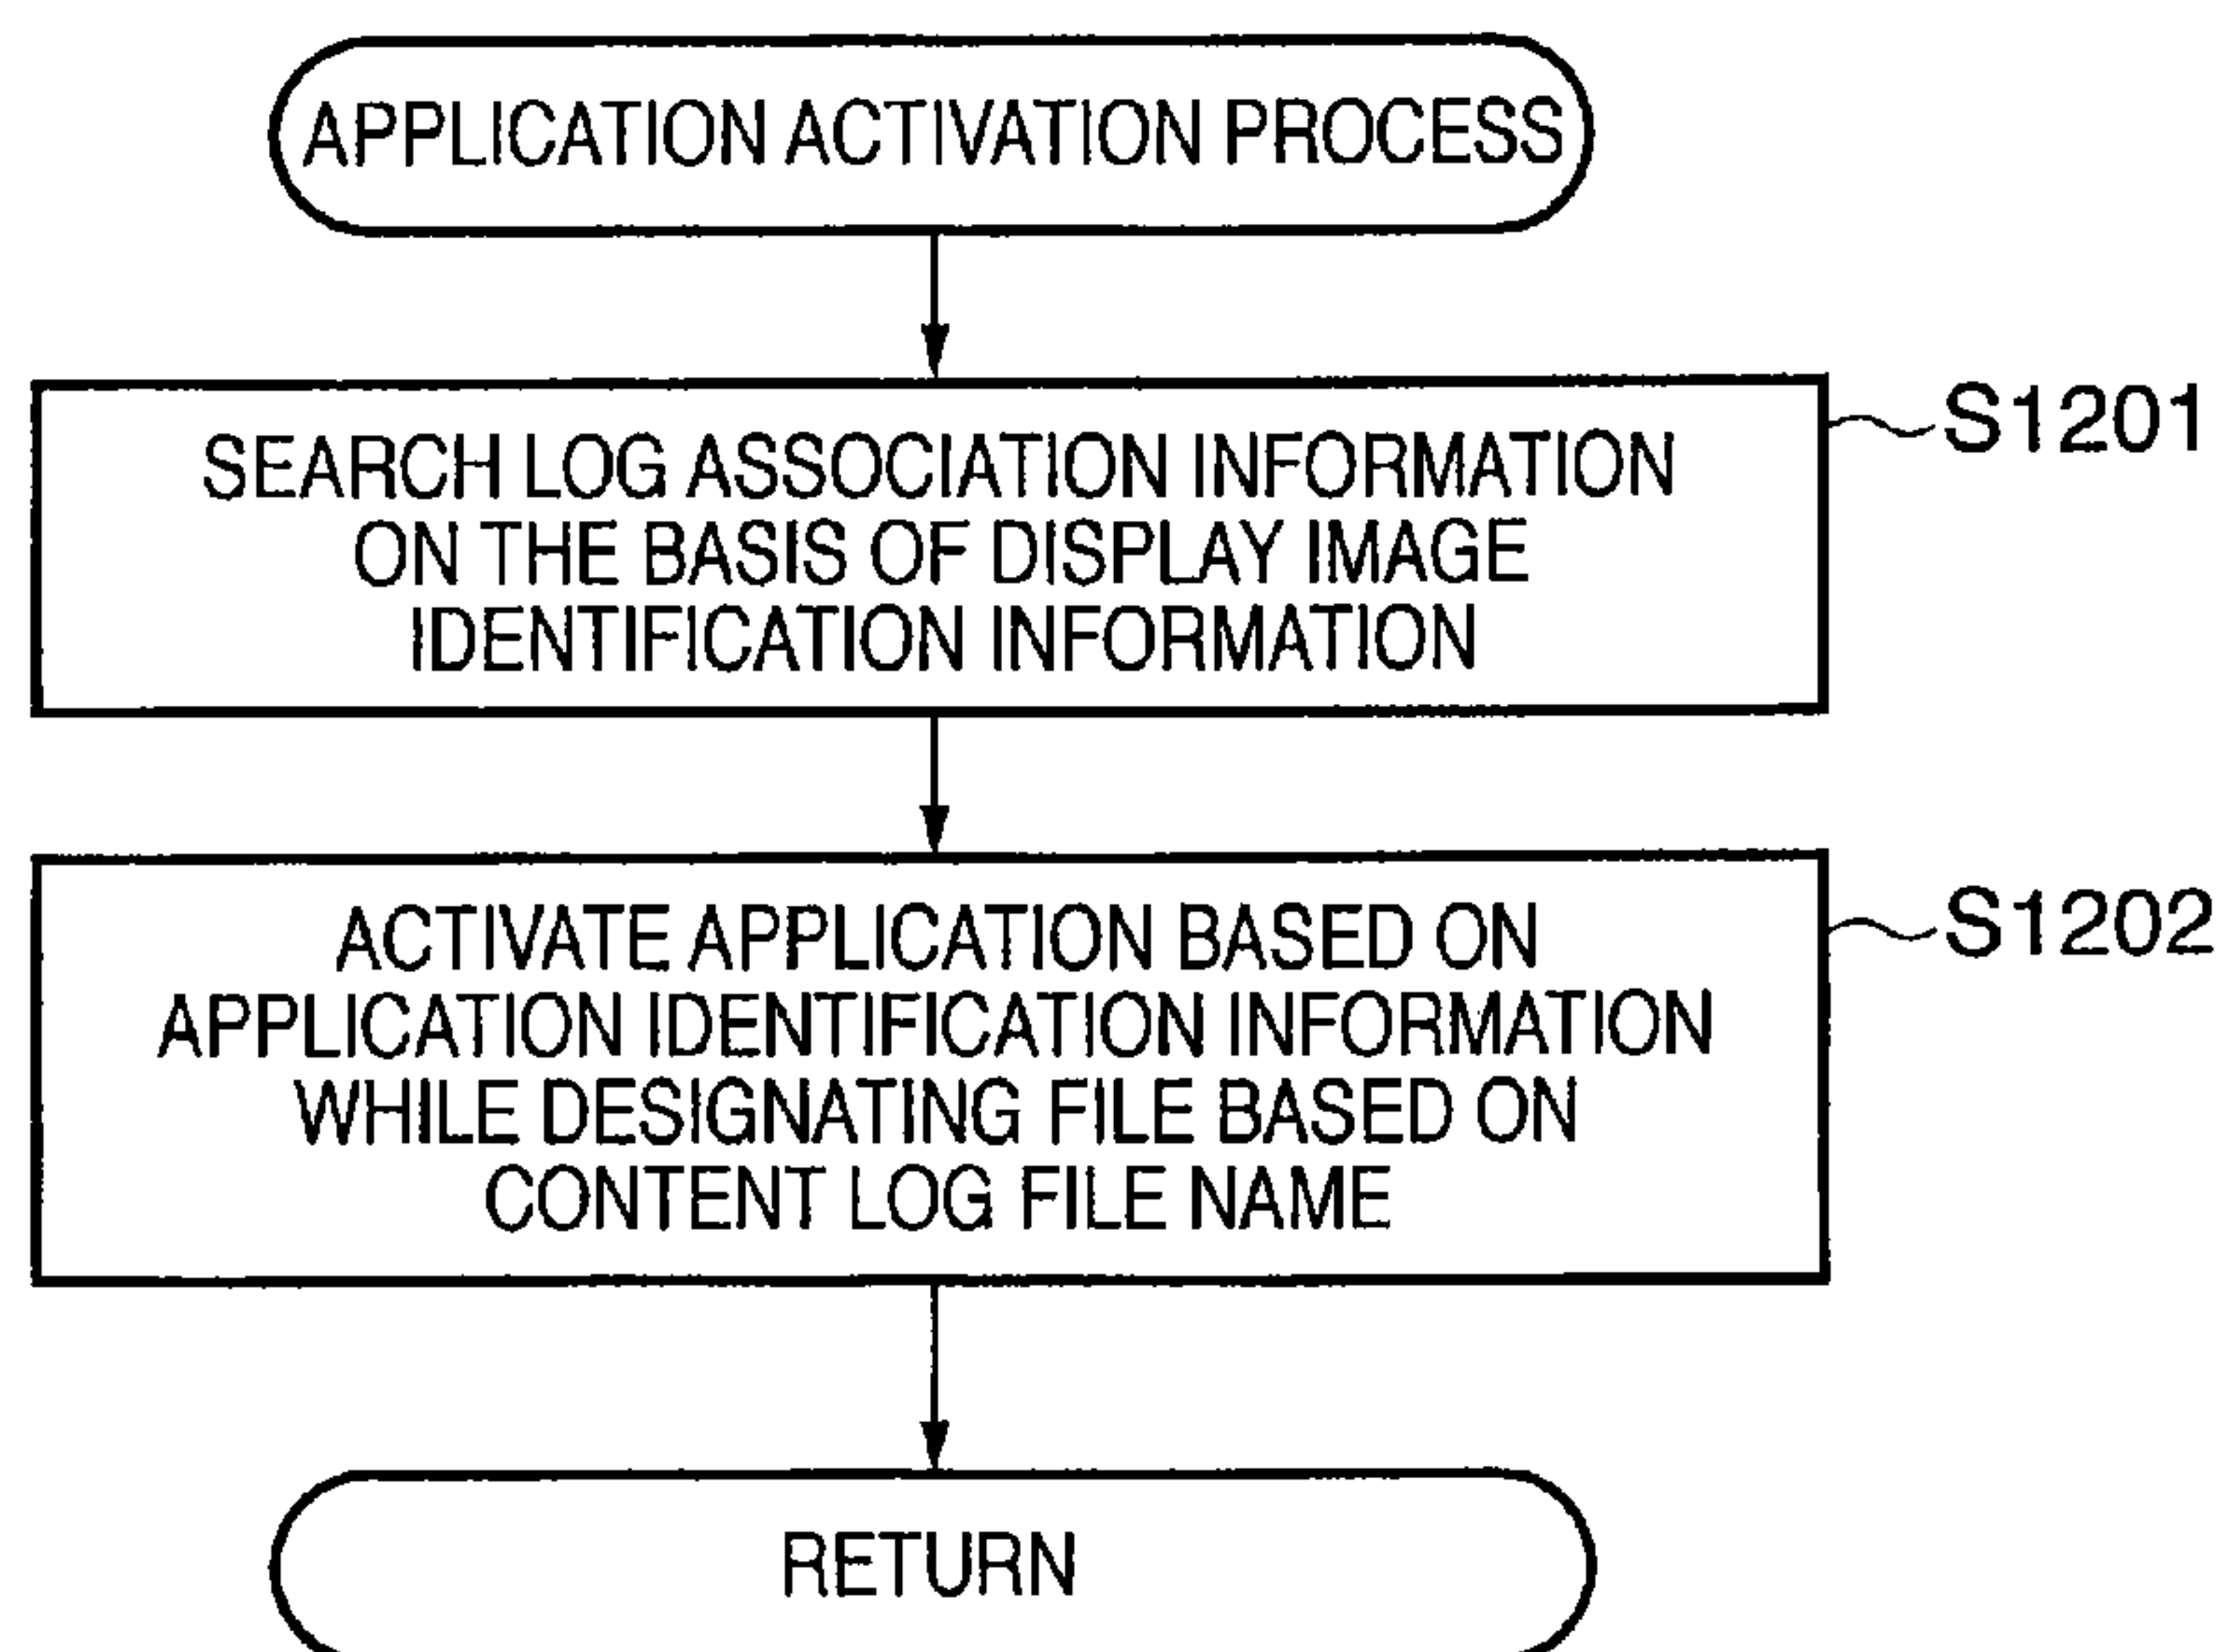 APPLICATION ACTIVATION PROCESS
SEARCH LOG ASSOCIATION INFORMATION
ON THE BASIS OF DISPLAY IMAGE
IDENTIFICATION INFORMATION
S1201
ACTIVATE APPLICATION BASED ON
APPLICATION IDENTIFICATION INFORMATION
WHILE DESIGNATING FILE BASED ON
CONTENT LOG FILE NAME
S1202
RETURN